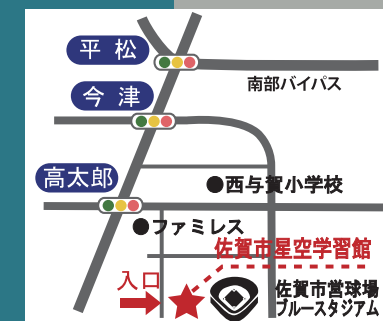 平松
南部バイパス
今津
高太郎
●西与賀小学校
●ファミレス
佐賀市星空学習館
入口
佐賀市営球場
ブルースタジアム